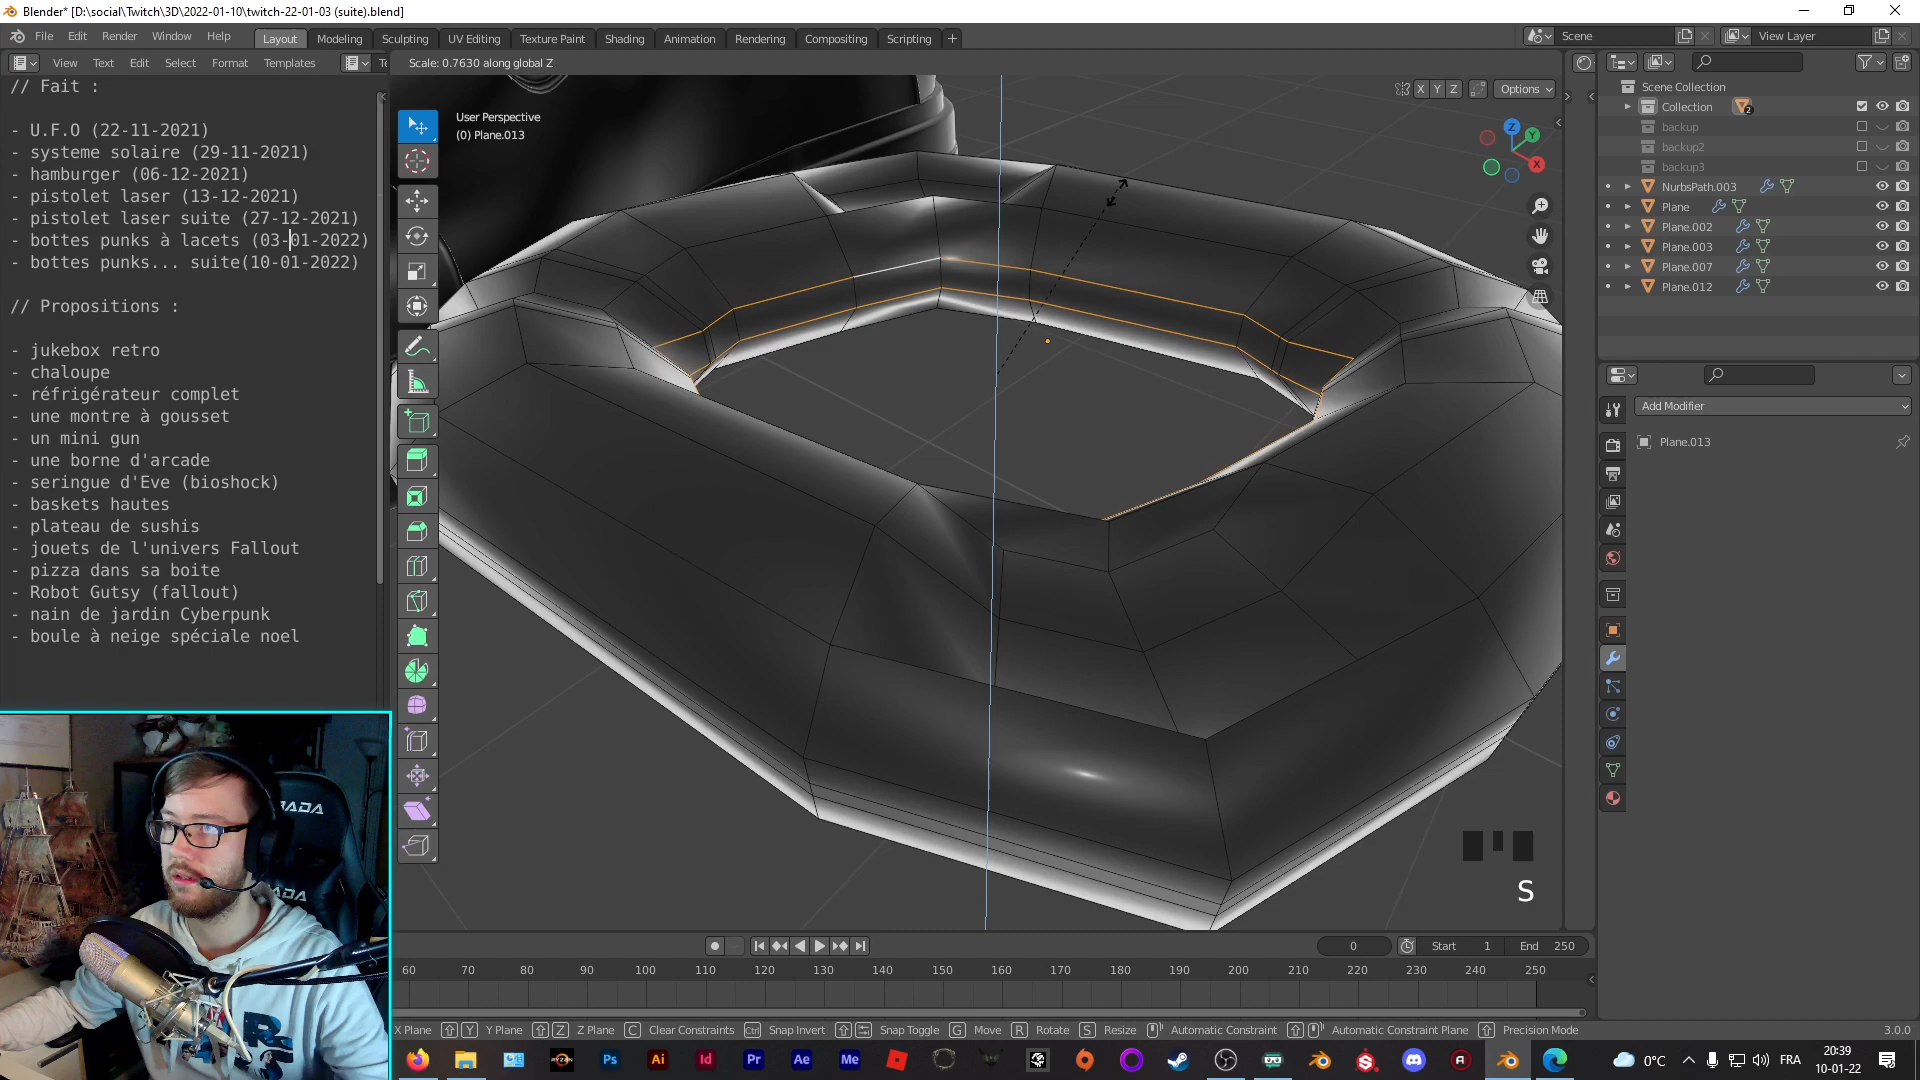 Blender* [D:\social\Twitch\3D\2022-01-10\twitch-22-01-03 (suite).blend]
File Edit Render Window Help Layout Modeling Sculpting UV Editing Texture Paint Shading Animation Rendering Compositing Scripting + Scene View Layer
View Text Edit Select Format Templates
Scale: 0.7630 along global Z
// Fait :
- U.F.O (22-11-2021)
- systeme solaire (29-11-2021)
- hamburger (06-12-2021)
- pistolet laser (13-12-2021)
- pistolet laser suite (27-12-2021)
- bottes punks à lacets (03-01-2022)
- bottes punks... suite(10-01-2022)
// Propositions :
- jukebox retro
- chaloupe
- réfrigérateur complet
- une montre à gousset
- un mini gun
- une borne d'arcade
- seringue d'Eve (bioshock)
- baskets hautes
- plateau de sushis
- jouets de l'univers Fallout
- pizza dans sa boite
- Robot Gutsy (fallout)
- nain de jardin Cyberpunk
- boule à neige spéciale noel
User Perspective
(0) Plane.013
X Y Z Options
Z Y X
S
Scene Collection
Collection 2
backup
backup2
backup3
NurbsPath.003
Plane
Plane.002
Plane.003
Plane.007
Plane.012
Add Modifier
Plane.013
0 Start 1 End 250
60 70 80 90 100 110 120 130 140 150 160 170 180 190 200 210 220 230 240 250
X Plane Y Y Plane Z Z Plane C Clear Constraints Ctrl Snap Invert Snap Toggle G Move R Rotate S Resize Automatic Constraint Automatic Constraint Plane Precision Mode 3.0.0
RYZEN Ps Ai Id Pr Ae Me
0°C FRA 20:39
10-01-22